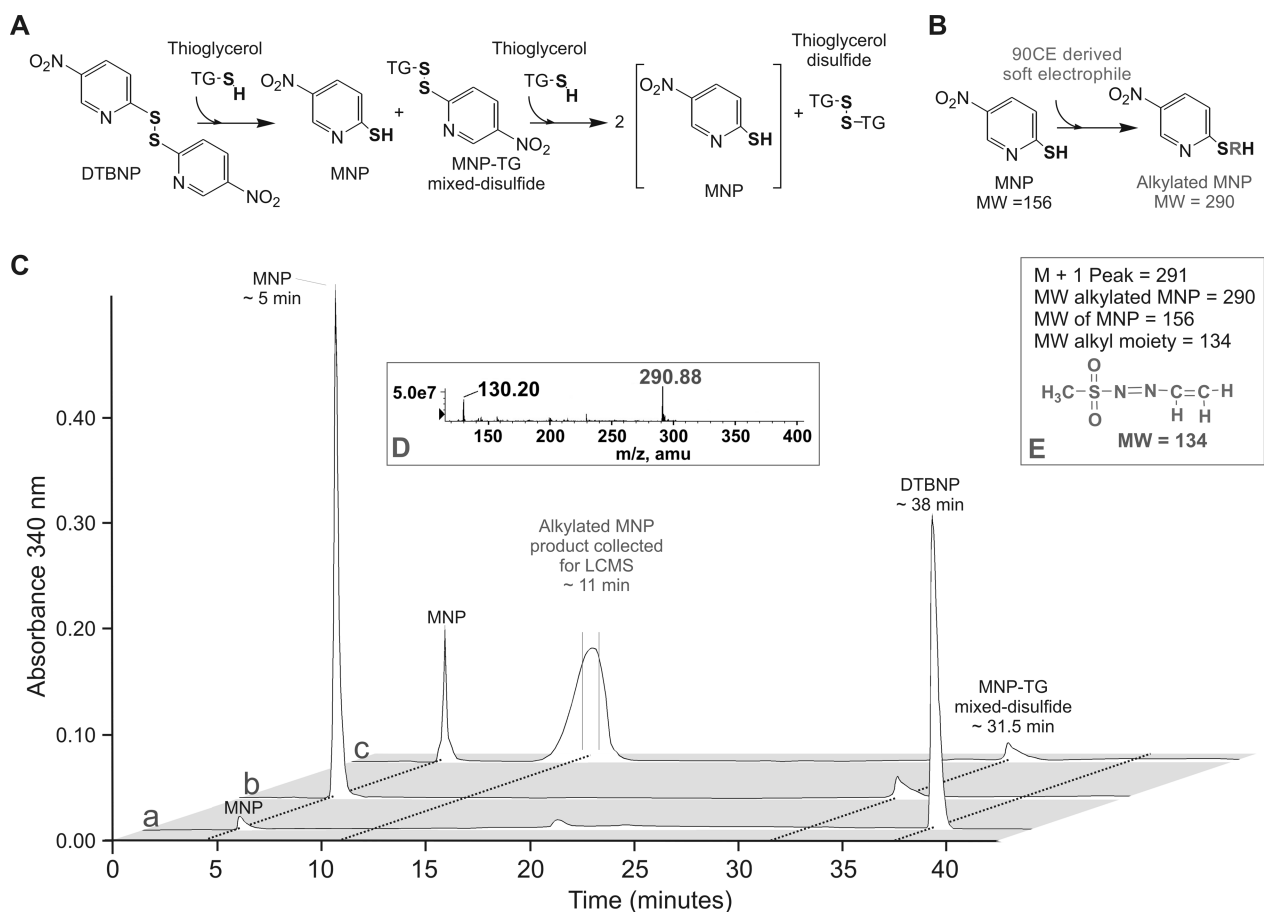 A
Thioglycerol
TG-S
H
O2N
N
S
S
N
NO2
DTBNP
O2N
N
SH
MNP
+
TG-S
S
N
NO2
MNP-TG
mixed-disulfide
Thioglycerol
TG-S
H
2
O2N
N
SH
MNP
+
Thioglycerol
disulfide
TG-S
S-TG
B
90CE derived
soft electrophile
NO2
N
SH
MNP
MW =156
NO2
N
SRH
Alkylated MNP
MW = 290
C
MNP
~ 5 min
5.0e7
130.20
290.88
150 200 250 300 350 400
m/z, amu
D
M + 1 Peak = 291
MW alkylated MNP = 290
MW of MNP = 156
MW alkyl moiety = 134
O
H3C-S-N=N-C=C-H
O H H
MW = 134
E
DTBNP
~ 38 min
Alkylated MNP
product collected
for LCMS
~ 11 min
MNP
MNP-TG
mixed-disulfide
~ 31.5 min
c
b
a
MNP
Absorbance 340 nm
0.40
0.30
0.20
0.10
0.00
0 5 10 15 20 25 30 35 40
Time (minutes)